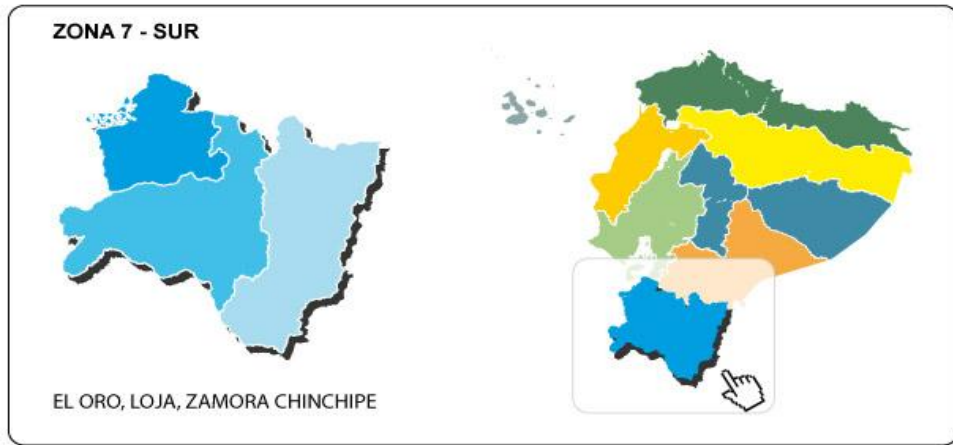 ZONA 7 - SUR
EL ORO, LOJA, ZAMORA CHINCHIPE